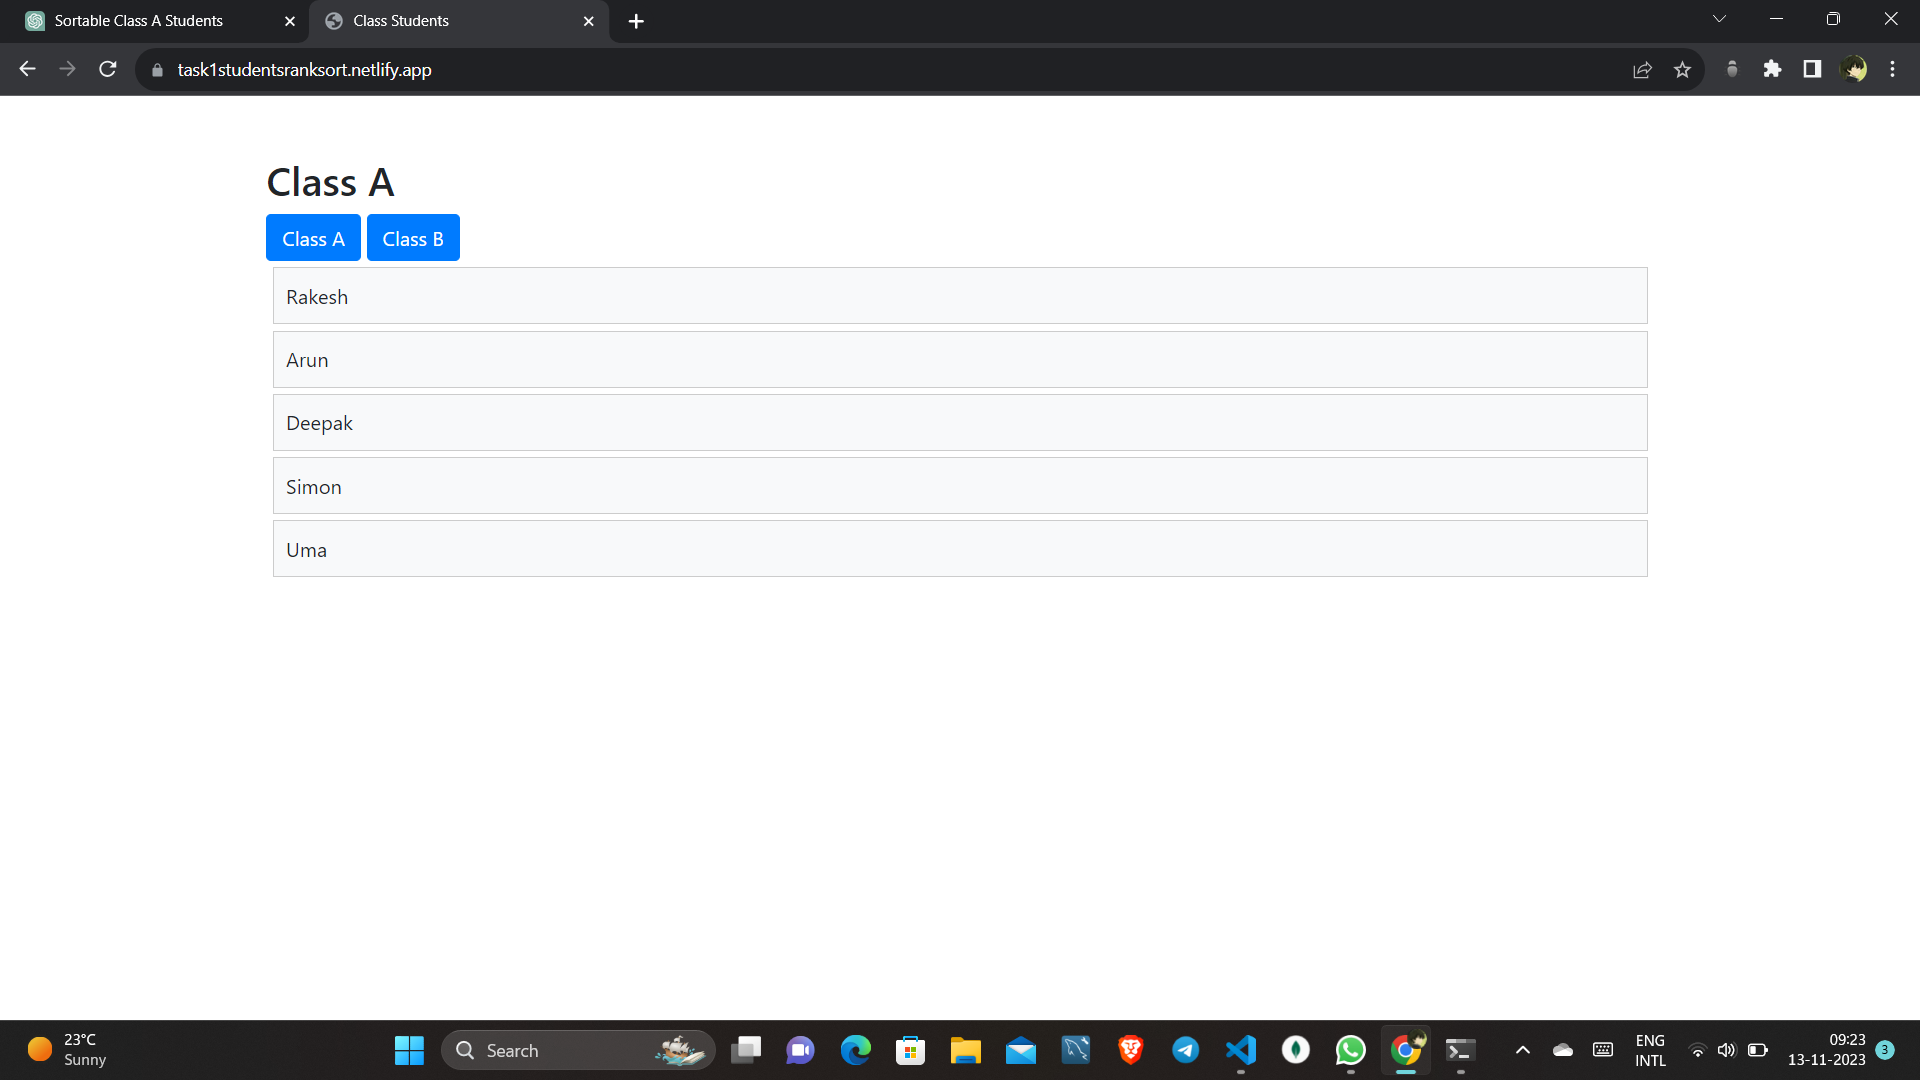 Sortable Class A Students
Class Students
task1studentsranksort.netlify.app
Class A
Class A
Class B
Rakesh
Arun
Deepak
Simon
Uma
23°C
Sunny
Search
ENG
INTL
09:23
13-11-2023
3